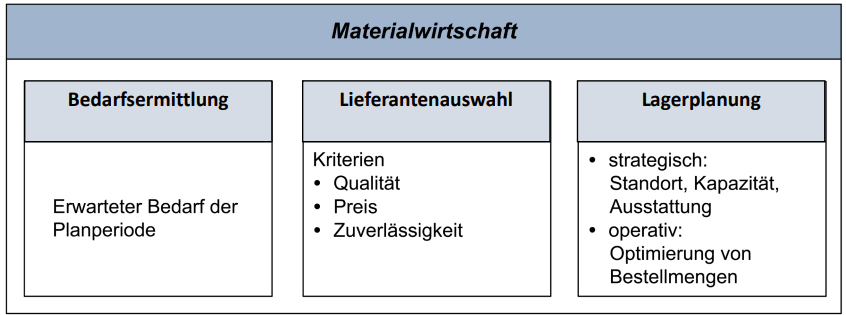 Materialwirtschaft
Bedarfsermittlung
Erwarteter Bedarf der
Planperiode
Lieferantenauswahl
Kriterien
• Qualität
• Preis
• Zuverlässigkeit
Lagerplanung
• strategisch:
Standort, Kapazität,
Ausstattung
• operativ:
Optimierung von
Bestellmengen